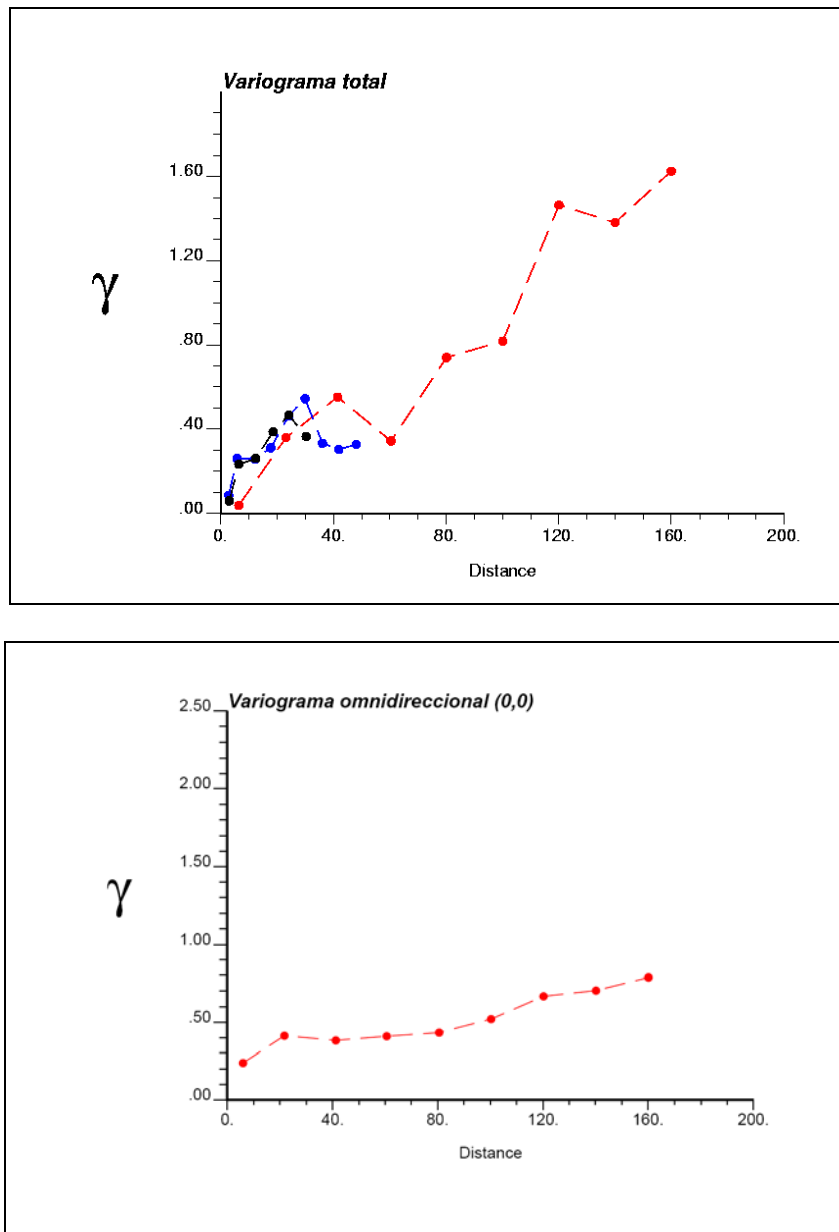 Variograma total
1.60
1.20
γ
.80
.40
.00
0. 40. 80. 120. 160. 200.
Distance
Variograma omnidireccional (0,0)
2.50
2.00
1.50
γ
1.00
.50
.00
0. 40. 80. 120. 160. 200.
Distance